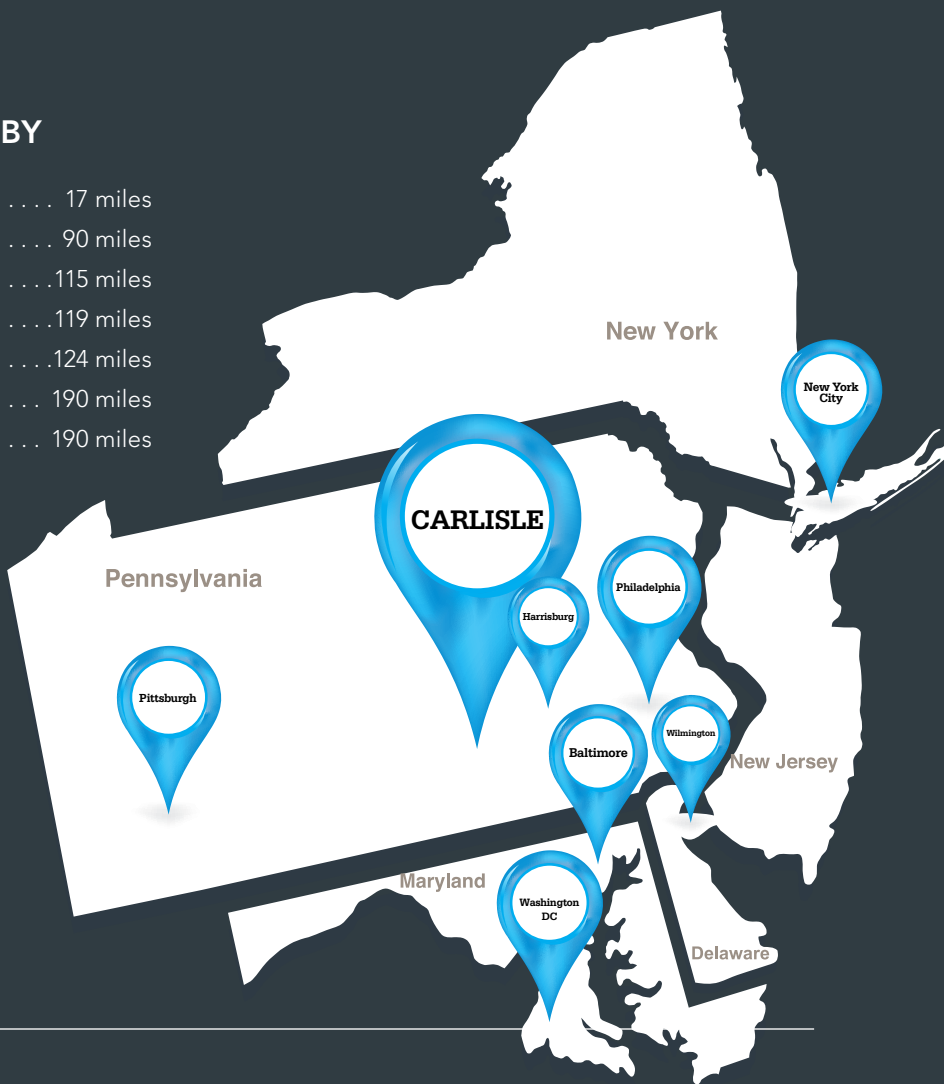 BY
. . . . 17 miles
. . . . 90 miles
. . . .115 miles
. . . .119 miles
. . . .124 miles
. . . 190 miles
. . . 190 miles
New York
New York
City
CARLISLE
Pennsylvania
Philadelphia
Harrisburg
Pittsburgh
Wilmington
Baltimore
New Jersey
Maryland
Washington
DC
Delaware